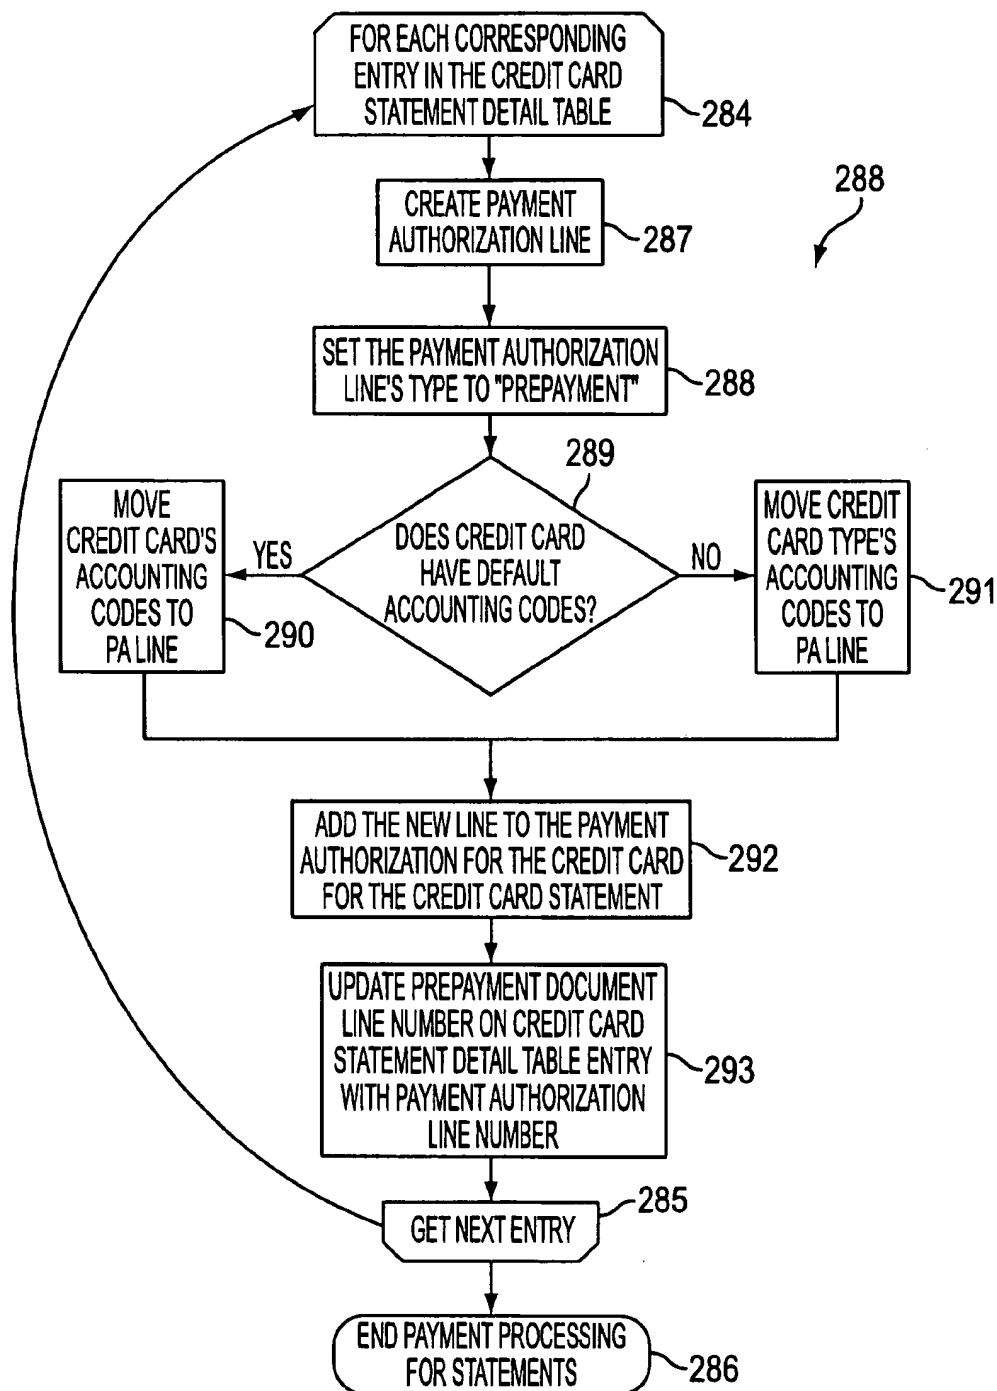 FOR EACH CORRESPONDING
ENTRY IN THE CREDIT CARD
STATEMENT DETAIL TABLE
284
CREATE PAYMENT
AUTHORIZATION LINE
287
288
SET THE PAYMENT AUTHORIZATION
LINE'S TYPE TO "PREPAYMENT"
288
289
DOES CREDIT CARD
HAVE DEFAULT
ACCOUNTING CODES?
YES
NO
MOVE
CREDIT CARD'S
ACCOUNTING
CODES TO
PA LINE
290
MOVE CREDIT
CARD TYPE'S
ACCOUNTING
CODES TO
PA LINE
291
ADD THE NEW LINE TO THE PAYMENT
AUTHORIZATION FOR THE CREDIT CARD
FOR THE CREDIT CARD STATEMENT
292
UPDATE PREPAYMENT DOCUMENT
LINE NUMBER ON CREDIT CARD
STATEMENT DETAIL TABLE ENTRY
WITH PAYMENT AUTHORIZATION
LINE NUMBER
293
GET NEXT ENTRY
285
END PAYMENT PROCESSING
FOR STATEMENTS
286